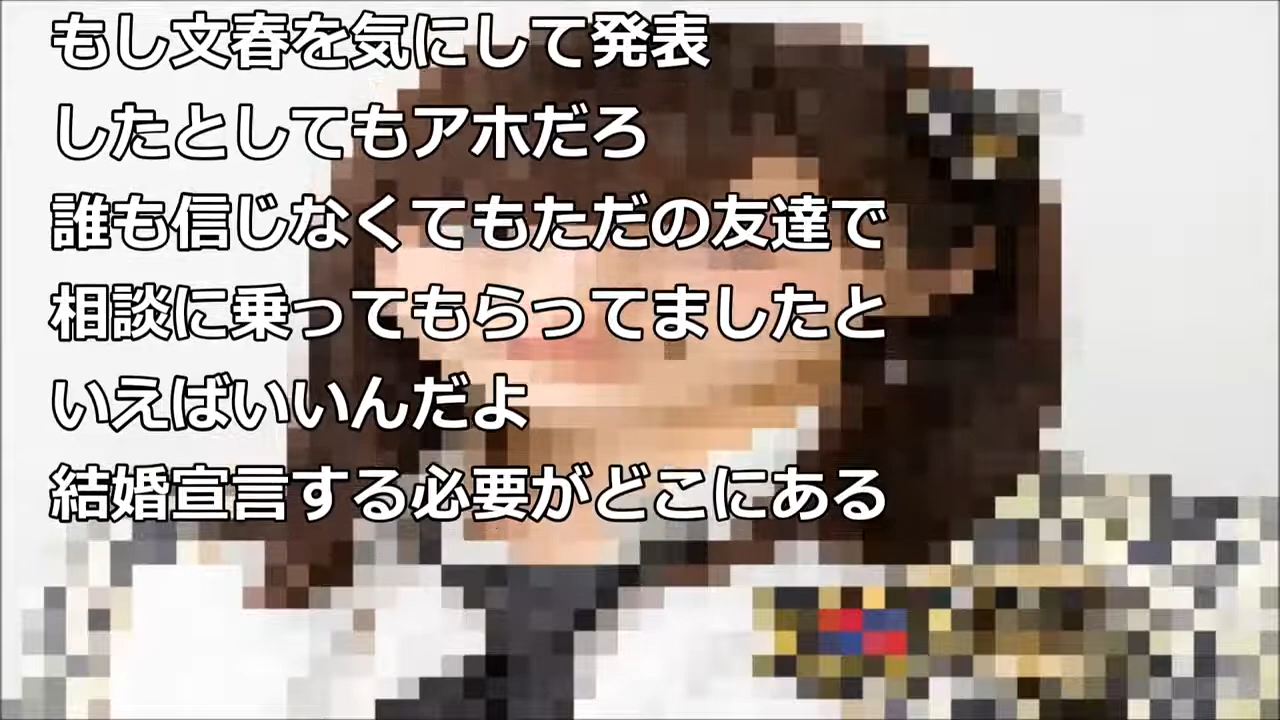 もし文春を気にして発表
したとしてもアホだろ
誰も信じなくてもただの友達で
相談に乗ってもらってましたと
いえばいいんだよ
結婚宣言する必要がどこにある